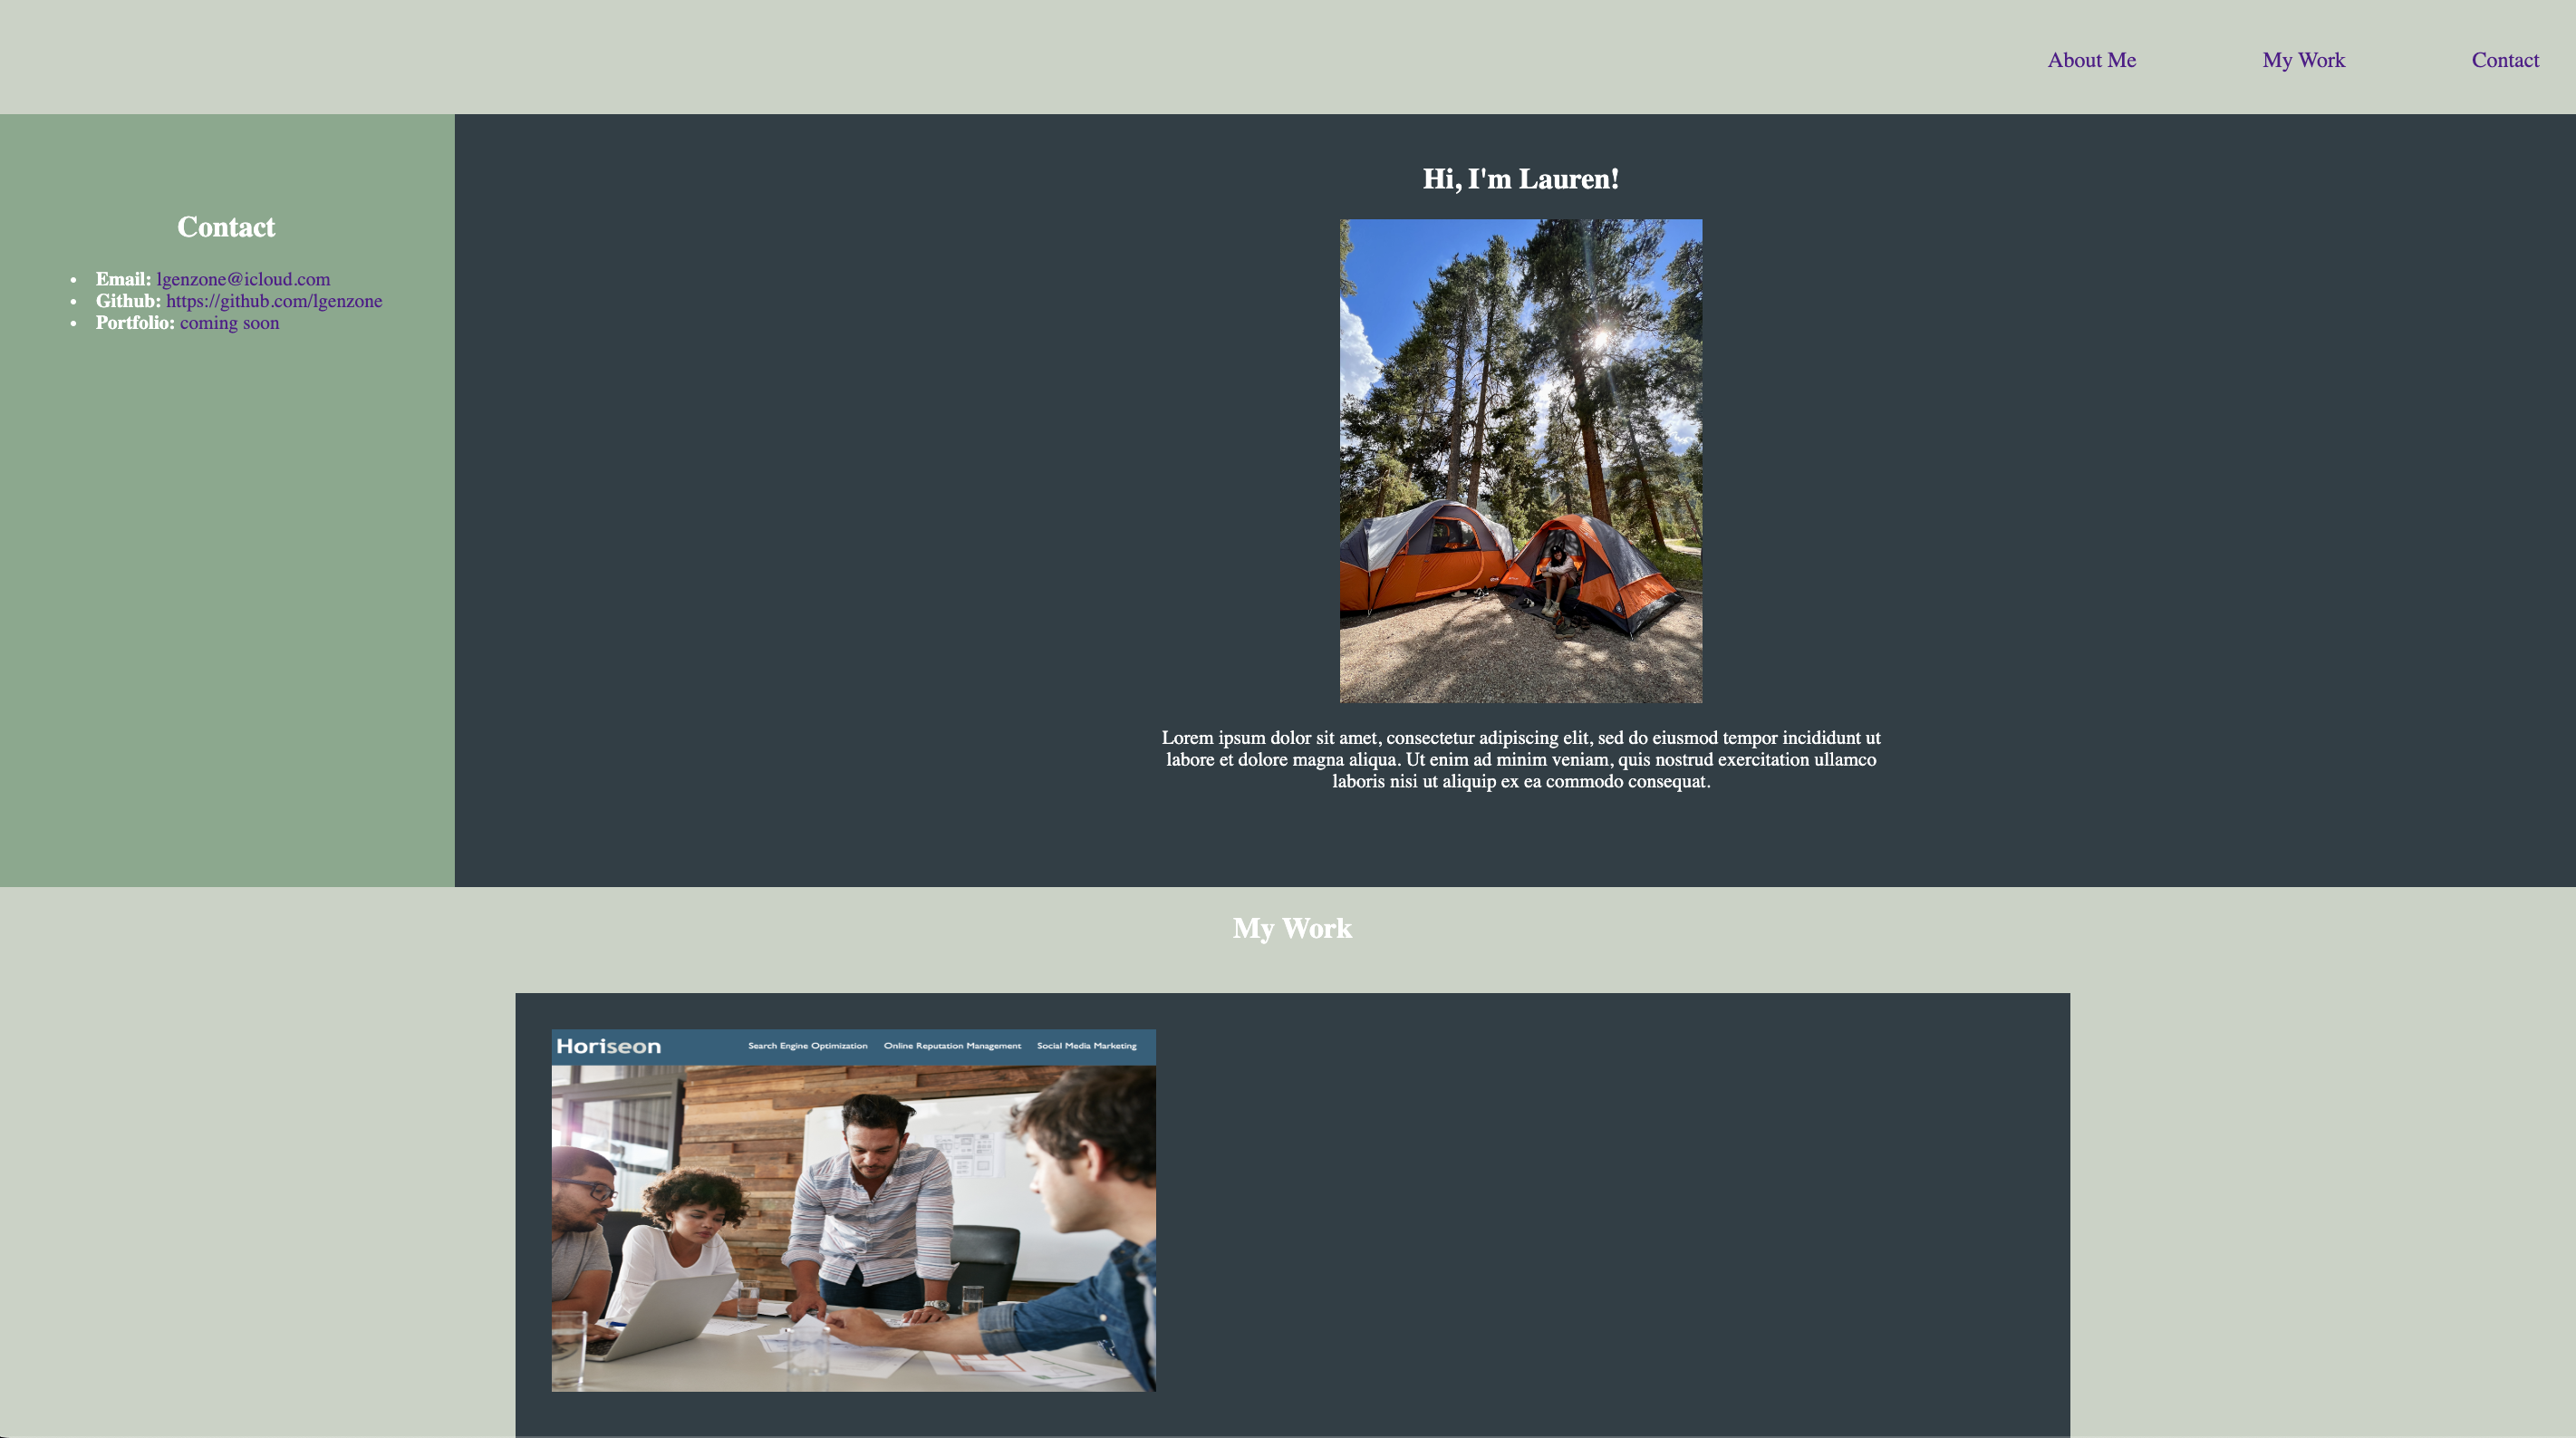 About Me My Work Contact
Contact
Email: lgenzone@icloud.com
Github: https://github.com/lgenzone
Portfolio: coming soon
Hi, I'm Lauren!
Lorem ipsum dolor sit amet, consectetur adipiscing elit, sed do eiusmod tempor incididunt ut
labore et dolore magna aliqua. Ut enim ad minim veniam, quis nostrud exercitation ullamco
laboris nisi ut aliquip ex ea commodo consequat.
My Work
Horiseon Search Engine Optimization Online Reputation Management Social Media Marketing